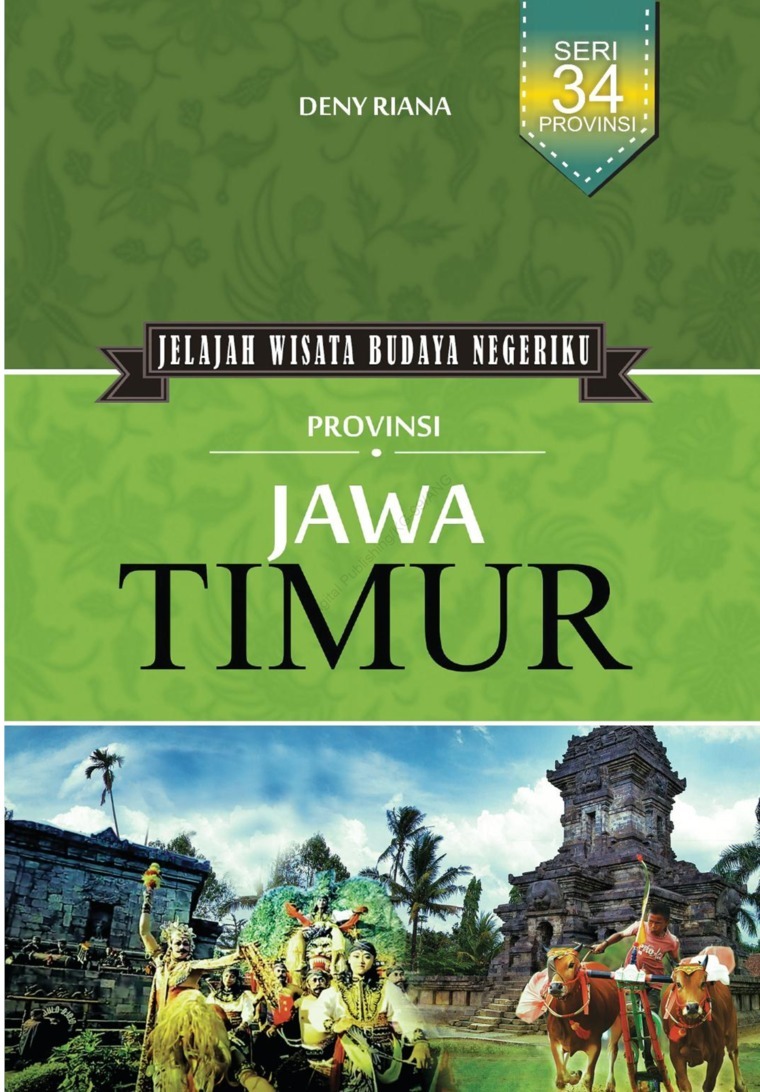 DENY RIANA
SERI
34
PROVINSI
JELAJAH WISATA BUDAYA NEGERIKU
PROVINSI
JAWA
TIMUR